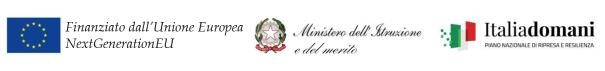 Finanziato dall'Unione Europea
NextGenerationEU
Ministero dell'Istruzione
e del merito
Italiadomani
PIANO NAZIONALE DI RIPRESA E RESILIENZA